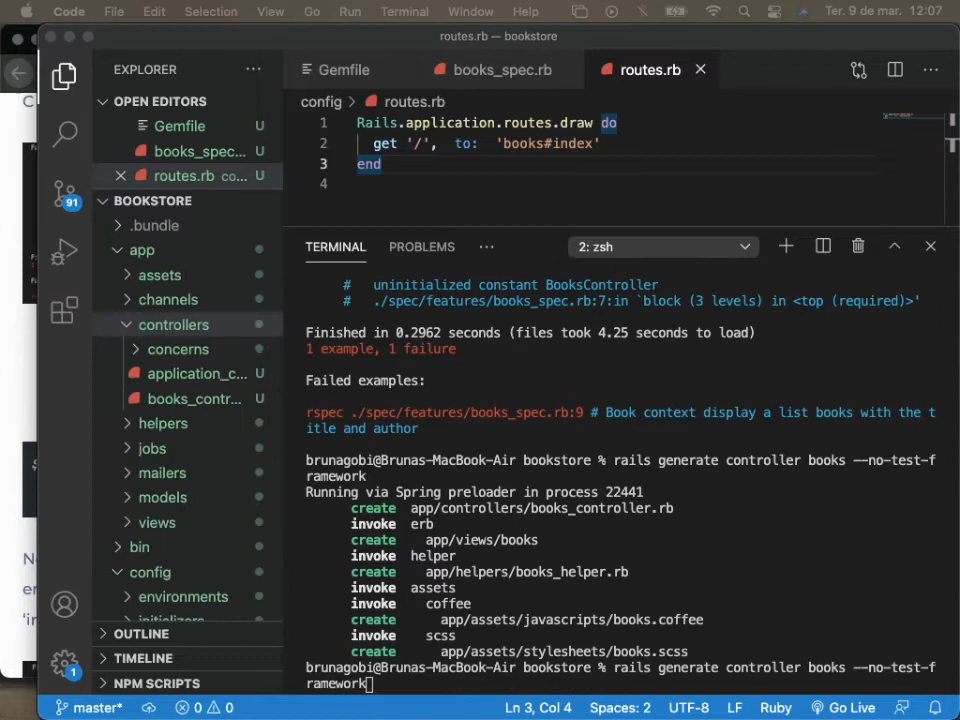 Code File Edit Selection View Go Run Terminal Window Help Ter. 9 de mar. 12:07
routes.rb — bookstore
EXPLORER ···
OPEN EDITORS
Gemfile U
books_spec... U
routes.rb co... U
BOOKSTORE
.bundle
app
assets
channels
controllers
concerns
application_c... U
books_contr... U
helpers
jobs
mailers
models
views
bin
config
environments
initializers
OUTLINE
TIMELINE
NPM SCRIPTS
91
1
Gemfile books_spec.rb routes.rb ···
config > routes.rb
1 Rails.application.routes.draw do
2 get '/', to: 'books#index'
3 end
4
TERMINAL PROBLEMS ··· 2: zsh
# uninitialized constant BooksController
# ./spec/features/books_spec.rb:7:in `block (3 levels) in <top (required)>'
Finished in 0.2962 seconds (files took 4.25 seconds to load)
1 example, 1 failure
Failed examples:
rspec ./spec/features/books_spec.rb:9 # Book context display a list books with the t
itle and author
brunagobi@Brunas-MacBook-Air bookstore % rails generate controller books --no-test-f
ramework
Running via Spring preloader in process 22441
create app/controllers/books_controller.rb
invoke erb
create app/views/books
invoke helper
create app/helpers/books_helper.rb
invoke assets
invoke coffee
create app/assets/javascripts/books.coffee
invoke scss
create app/assets/stylesheets/books.scss
brunagobi@Brunas-MacBook-Air bookstore % rails generate controller books --no-test-f
ramework
master* 0 0 Ln 3, Col 4 Spaces: 2 UTF-8 LF Ruby Go Live